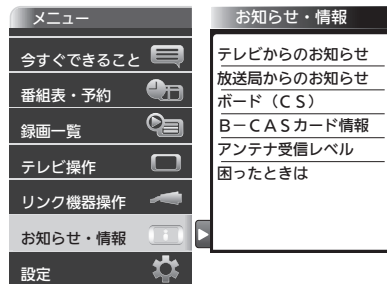 メニュー
今すぐできること
番組表・予約
録画一覧
テレビ操作
リンク機器操作
お知らせ・情報
設定
お知らせ・情報
テレビからのお知らせ
放送局からのお知らせ
ボード（ＣＳ）
Ｂ－ＣＡＳカード情報
アンテナ受信レベル
困ったときは